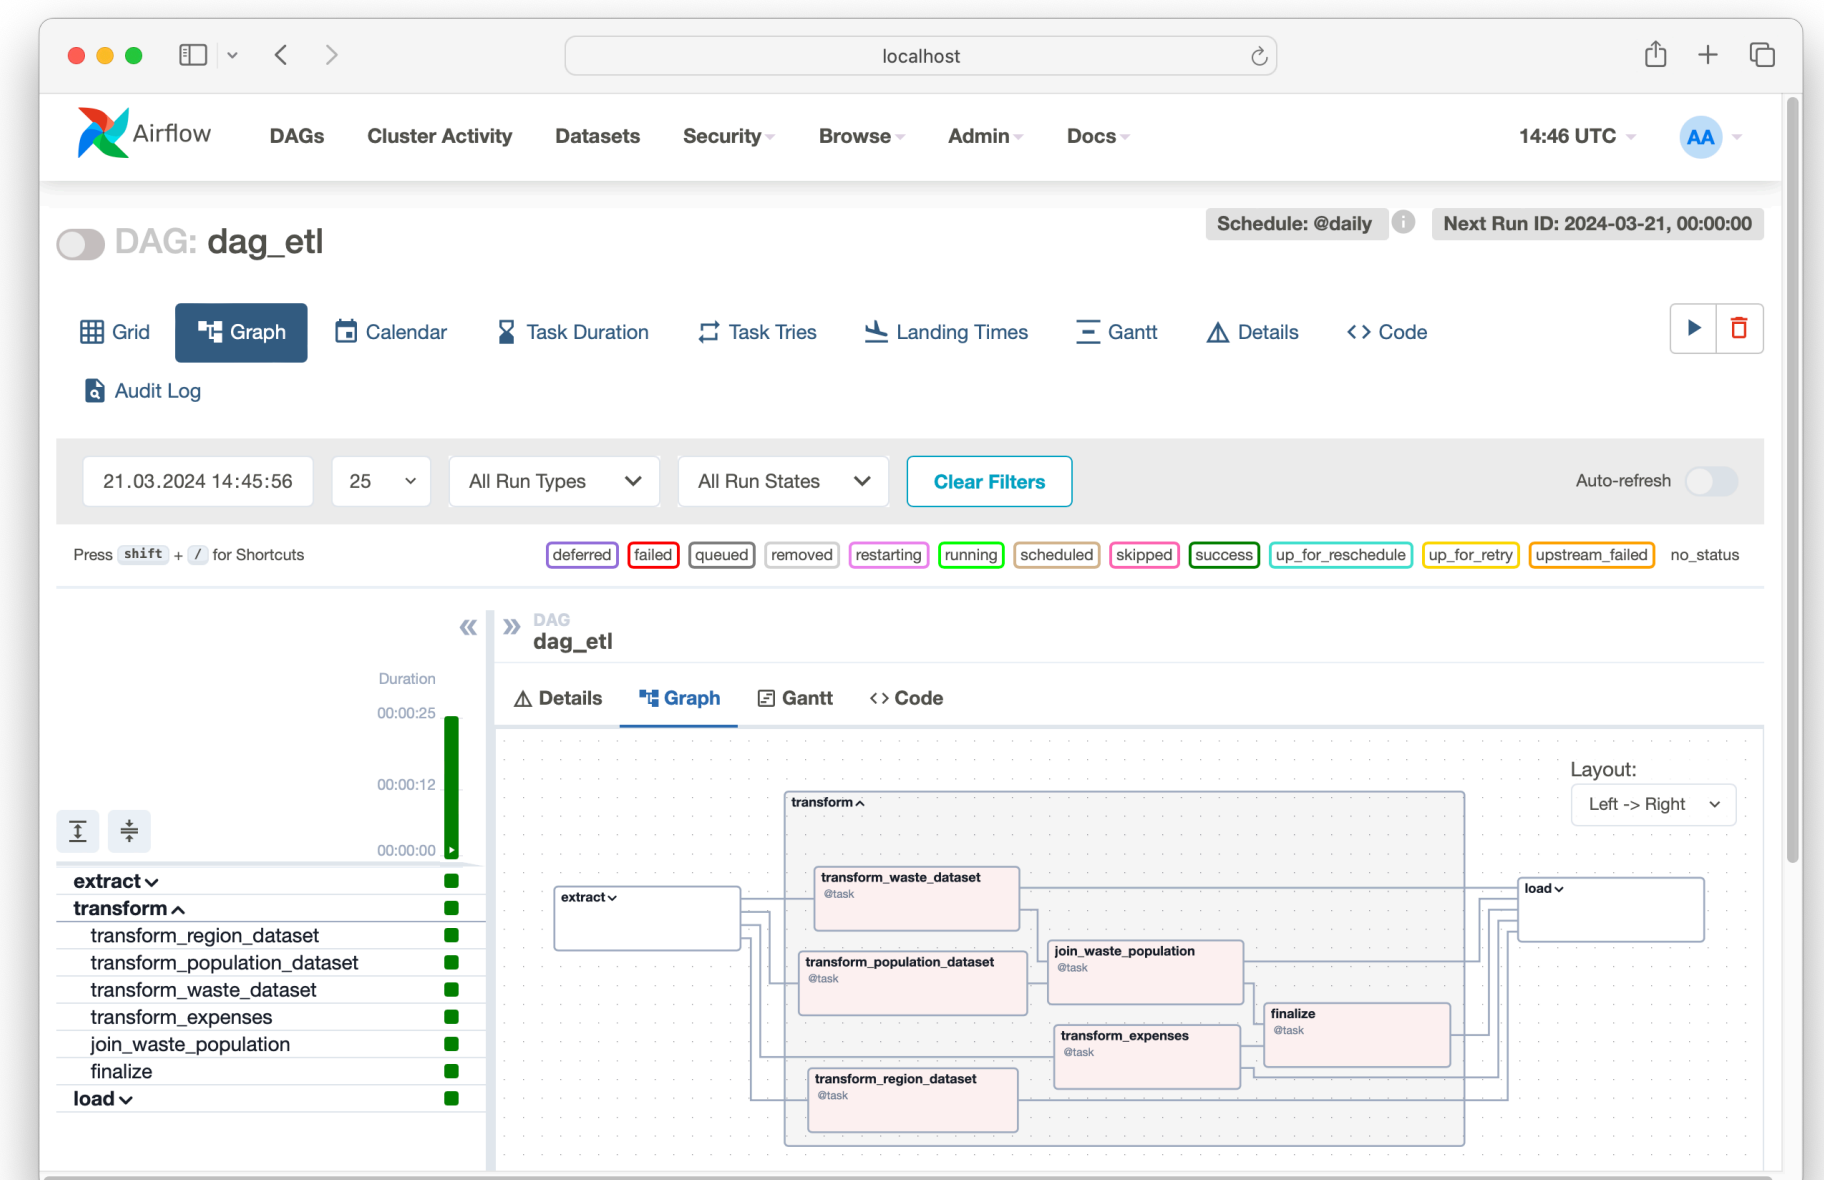 localhost
Airflow
DAGs Cluster Activity Datasets Security Browse Admin Docs 14:46 UTC AA
Schedule: @daily i Next Run ID: 2024-03-21, 00:00:00
DAG: dag_etl
Grid Graph Calendar Task Duration Task Tries Landing Times Gantt Details Code
Audit Log
21.03.2024 14:45:56 25 All Run Types All Run States Clear Filters Auto-refresh
Press shift + / for Shortcuts deferred failed queued removed restarting running scheduled skipped success up_for_reschedule up_for_retry upstream_failed no_status
Duration
00:00:25
00:00:12
00:00:00
extract
transform
transform_region_dataset
transform_population_dataset
transform_waste_dataset
transform_expenses
join_waste_population
finalize
load
DAG
dag_etl
Details Graph Gantt Code
Layout:
Left -> Right
transform
extract
transform_waste_dataset
@task
transform_population_dataset
@task
join_waste_population
@task
transform_expenses
@task
transform_region_dataset
@task
finalize
@task
load